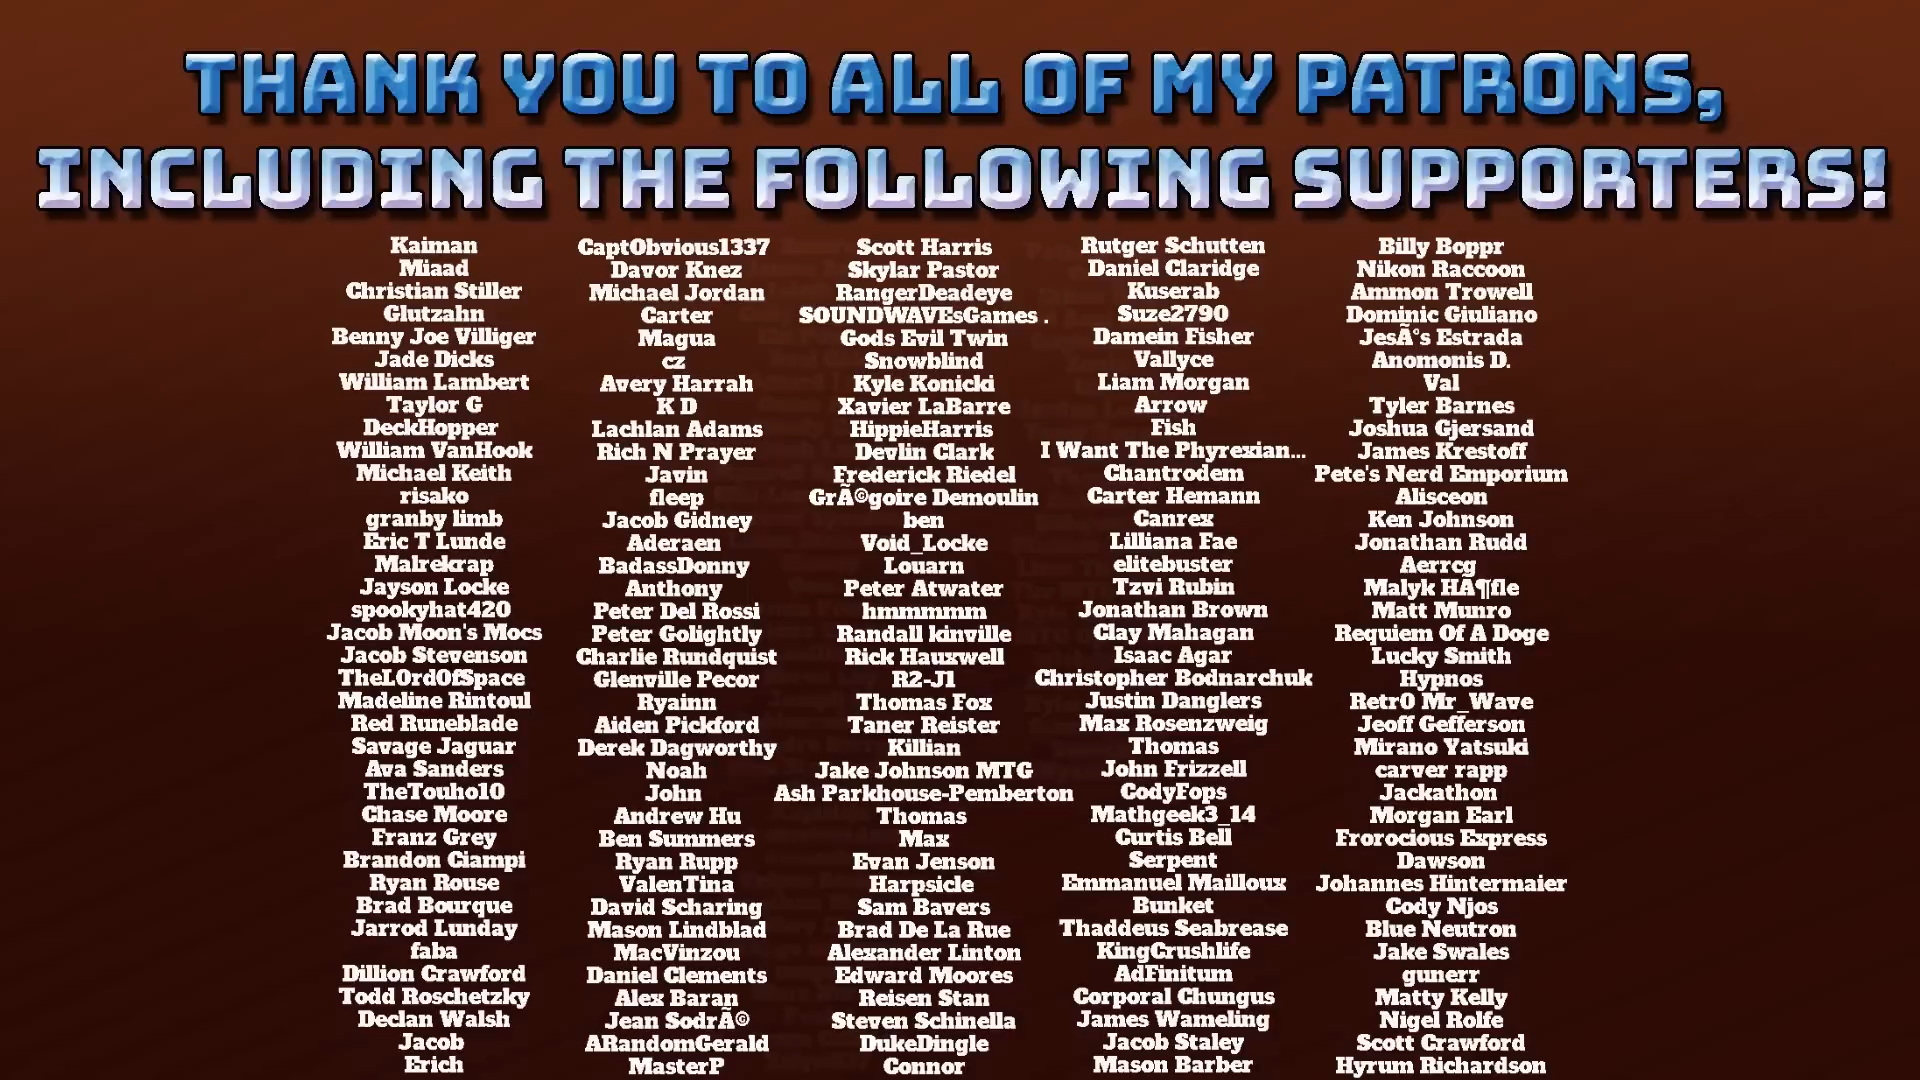 THANK YOU TO ALL OF MY PATRONS,
INCLUDING THE FOLLOWING SUPPORTERS!
Kaiman
Miaad
Christian Stiller
Glutzahn
Benny Joe Villiger
Jade Dicks
William Lambert
Taylor G
DeckHopper
William VanHook
Michael Keith
risako
granby limb
Eric T Lunde
Malrekrap
Jayson Locke
spookyhat420
Jacob Moon's Mocs
Jacob Stevenson
TheL0rdOfSpace
Madeline Rintoul
Red Runeblade
Savage Jaguar
Ava Sanders
TheTouho10
Chase Moore
Franz Grey
Brandon Ciampi
Ryan Rouse
Brad Bourque
Jarrod Lunday
faba
Dillion Crawford
Todd Roschetzky
Declan Walsh
Jacob
Erich
CaptObvious1337
Davor Knez
Michael Jordan
Carter
Magua
cz
Avery Harrah
K D
Lachlan Adams
Rich N Prayer
Javin
fleep
Jacob Gidney
Aderaen
BadassDonny
Anthony
Peter Del Rossi
Peter Golightly
Charlie Rundquist
Glenville Pecor
Ryainn
Aiden Pickford
Derek Dagworthy
Noah
John
Andrew Hu
Ben Summers
Ryan Rupp
ValenTina
David Scharing
Mason Lindblad
MacVinzou
Daniel Clements
Alex Baran
Jean SodrÃ©
ARandomGerald
MasterP
Scott Harris
Skylar Pastor
RangerDeadeye
SOUNDWAVEsGames .
Gods Evil Twin
Snowblind
Kyle Konicki
Xavier LaBarre
HippieHarris
Devlin Clark
Frederick Riedel
GrÃ©goire Demoulin
ben
Void_Locke
Louarn
Peter Atwater
hmmmmm
Randall kinville
Rick Hauxwell
R2-J1
Thomas Fox
Taner Reister
Killian
Jake Johnson MTG
Ash Parkhouse-Pemberton
Thomas
Max
Evan Jenson
Harpsicle
Sam Bavers
Brad De La Rue
Alexander Linton
Edward Moores
Reisen Stan
Steven Schinella
DukeDingle
Connor
Rutger Schutten
Daniel Claridge
Kuserab
Suze2790
Damein Fisher
Vallyce
Liam Morgan
Arrow
Fish
I Want The Phyrexian...
Chantrodem
Carter Hemann
Canrex
Lilliana Fae
elitebuster
Tzvi Rubin
Jonathan Brown
Clay Mahagan
Isaac Agar
Christopher Bodnarchuk
Justin Danglers
Max Rosenzweig
Thomas
John Frizzell
CodyFops
Mathgeek3_14
Curtis Bell
Serpent
Emmanuel Mailloux
Bunket
Thaddeus Seabrease
KingCrushlife
AdFinitum
Corporal Chungus
James Wameling
Jacob Staley
Mason Barber
Billy Boppr
Nikon Raccoon
Ammon Trowell
Dominic Giuliano
JesÃºs Estrada
Anomonis D.
Val
Tyler Barnes
Joshua Gjersand
James Krestoff
Pete's Nerd Emporium
Alisceon
Ken Johnson
Jonathan Rudd
Aerrcg
Malyk HÃ¶fle
Matt Munro
Requiem Of A Doge
Lucky Smith
Hypnos
Retr0 Mr_Wave
Jeoff Gefferson
Mirano Yatsuki
carver rapp
Jackathon
Morgan Earl
Frorocious Express
Dawson
Johannes Hintermaier
Cody Njos
Blue Neutron
Jake Swales
gunerr
Matty Kelly
Nigel Rolfe
Scott Crawford
Hyrum Richardson